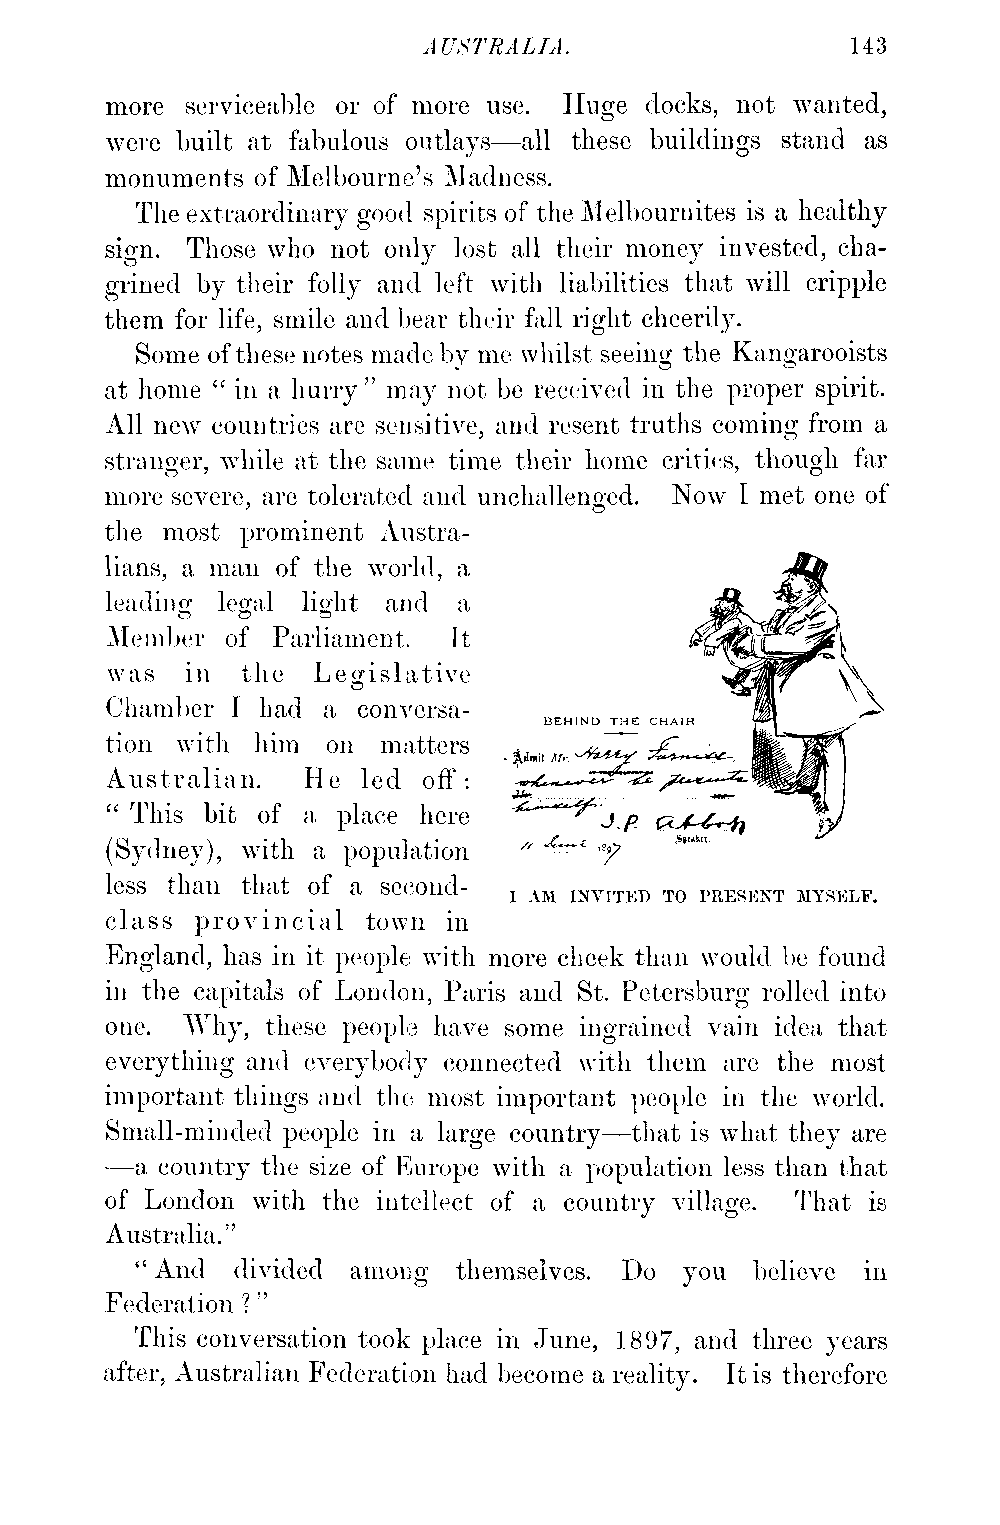 AUSTRALIA. 143
more serviceable or of more use. Huge docks, not wanted,
were built at fabulous outlays—all these buildings stand as
monuments of Melbourne's Madness.
The extraordinary good spirits of the Melbournites is a healthy
sign. Those who not only lost all their money invested, cha-
grined by their folly and left with liabilities that will cripple
them for life, smile and bear their fall right cheerily.
Some of these notes made by me whilst seeing the Kangarooists
at home “ in a hurry ” may not be received in the proper spirit.
All new countries are sensitive, and resent truths coming from a
stranger, while at the same time their home critics, though far
more severe, are tolerated and unchallenged. Now I met one of
the most prominent Austra-
lians, a man of the world, a
leading legal light and a
Member of Parliament. It
was in the Legislative
Chamber I had a conversa-
tion with him on matters
Australian. He led off :
“ This bit of a place here
(Sydney), with a population
less than that of a second-
class provincial town in
BEHIND THE CHAIR
Admit Mr. Harry Furniss
whenever he presents
himself.
J.P. Abbott
Speaker.
11 June 1897
I AM INVITED TO PRESENT MYSELF.
England, has in it people with more cheek than would be found
in the capitals of London, Paris and St. Petersburg rolled into
one. Why, these people have some ingrained vain idea that
everything and everybody connected with them are the most
important things and the most important people in the world.
Small-minded people in a large country—that is what they are
—a country the size of Europe with a population less than that
of London with the intellect of a country village. That is
Australia.”
“ And divided among themselves. Do you believe in
Federation ? ”
This conversation took place in June, 1897, and three years
after, Australian Federation had become a reality. It is therefore